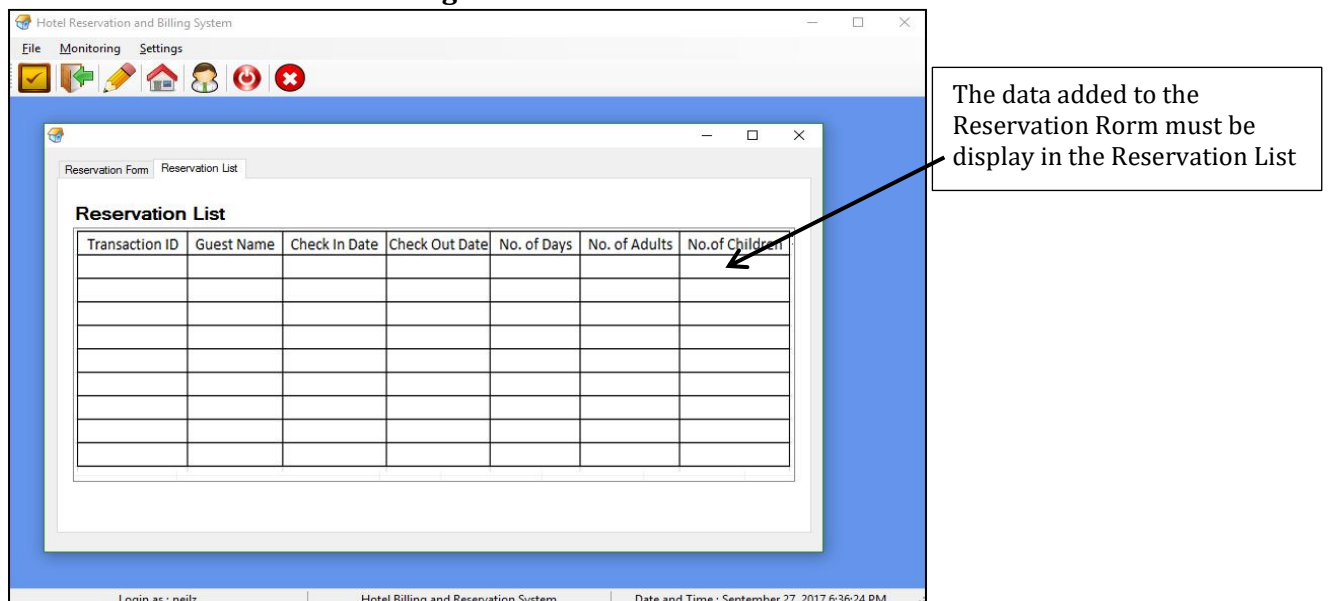 Hotel Reservation and Billing System
File Monitoring Settings
The data added to the
Reservation Rorm must be
display in the Reservation List
Reservation Form Reservation List
Reservation List
Transaction ID Guest Name Check In Date Check Out Date No. of Days No. of Adults No.of Children
Login as : neilz Hotel Billing and Reservation System Date and Time : September 27, 2017 6:36:24 PM